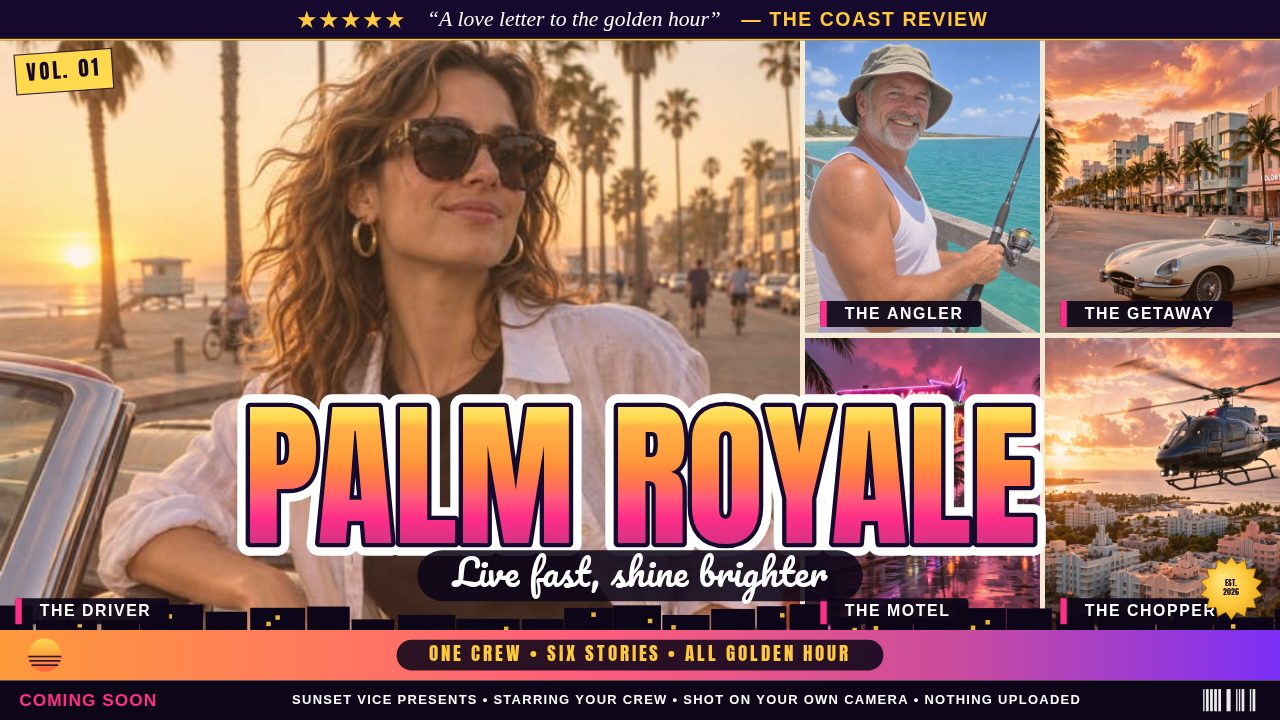 ★★★★★ “A love letter to the golden hour” — THE COAST REVIEW
VOL. 01
THE ANGLER
THE GETAWAY
PALM ROYALE
Live fast, shine brighter
THE DRIVER
THE MOTEL
THE CHOPPER
EST.
2026
ONE CREW • SIX STORIES • ALL GOLDEN HOUR
COMING SOON
SUNSET VICE PRESENTS • STARRING YOUR CREW • SHOT ON YOUR OWN CAMERA • NOTHING UPLOADED